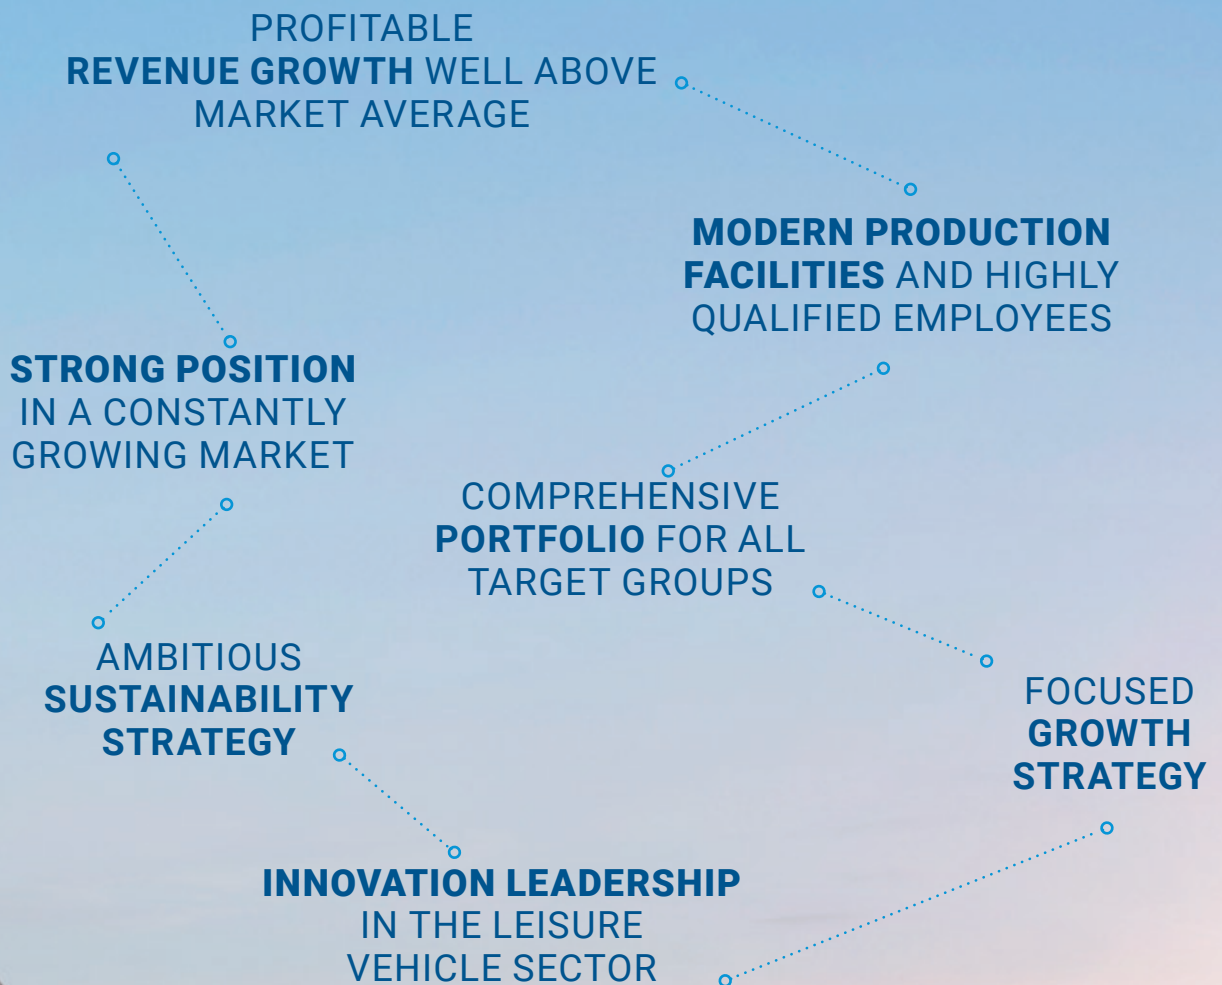 PROFITABLE
REVENUE GROWTH WELL ABOVE
MARKET AVERAGE
MODERN PRODUCTION
FACILITIES AND HIGHLY
QUALIFIED EMPLOYEES
STRONG POSITION
IN A CONSTANTLY
GROWING MARKET
COMPREHENSIVE
PORTFOLIO FOR ALL
TARGET GROUPS
AMBITIOUS
SUSTAINABILITY
STRATEGY
FOCUSED
GROWTH
STRATEGY
INNOVATION LEADERSHIP
IN THE LEISURE
VEHICLE SECTOR